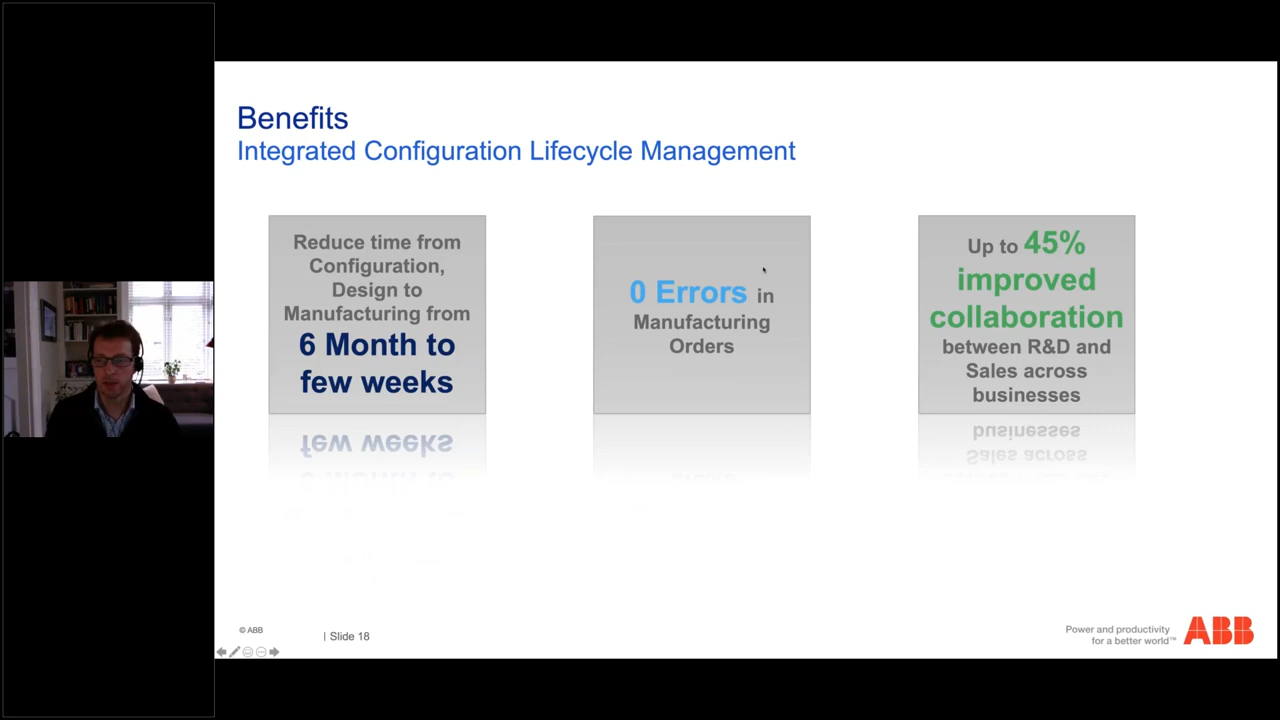 Benefits
Integrated Configuration Lifecycle Management
Reduce time from
Configuration,
Design to
Manufacturing from
6 Month to
few weeks
0 Errors in
Manufacturing
Orders
Up to 45%
improved
collaboration
between R&D and
Sales across
businesses
© ABB
| Slide 18
Power and productivity
for a better world™
ABB